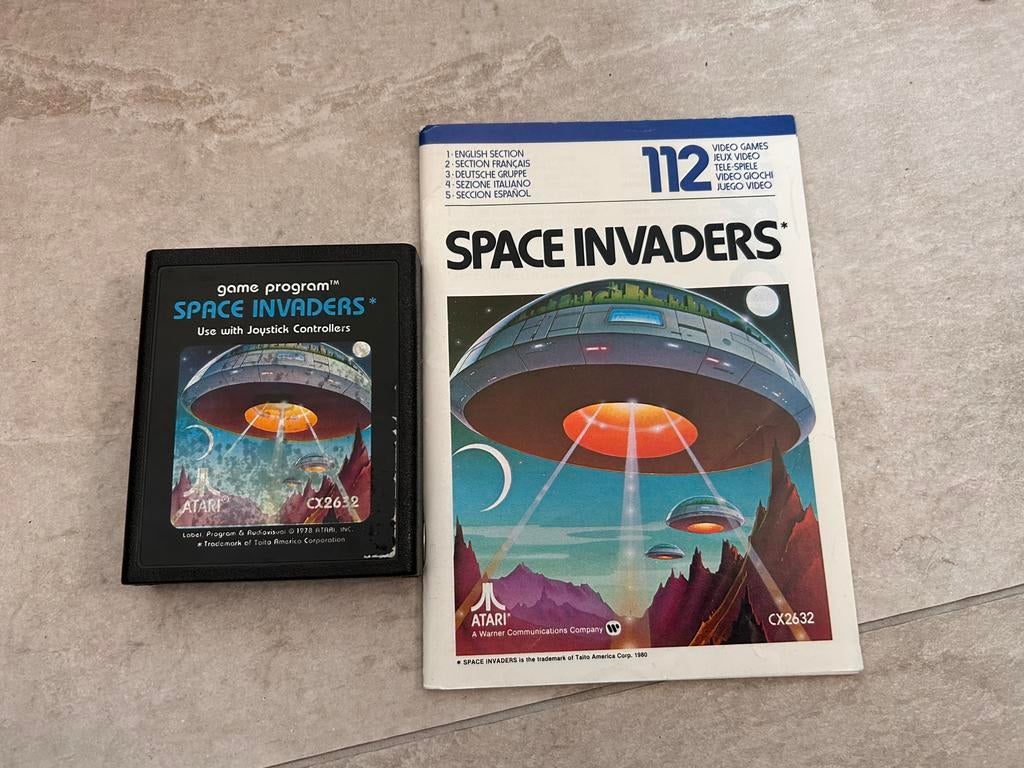 game program™
SPACE INVADERS*
Use with Joystick Controllers
ATARI®
CX2632
Label, Program & Audiovisual © 1978 ATARI, INC.
* Trademark of Taito America Corporation
1 · ENGLISH SECTION
2 · SECTION FRANÇAIS
3 · DEUTSCHE GRUPPE
4 · SEZIONE ITALIANO
5 · SECCION ESPAÑOL
112
VIDEO GAMES
JEUX VIDEO
TELE-SPIELE
VIDEO GIOCHI
JUEGO VIDEO
SPACE INVADERS*
ATARI®
A Warner Communications Company
CX2632
* SPACE INVADERS is the trademark of Taito America Corp. 1980